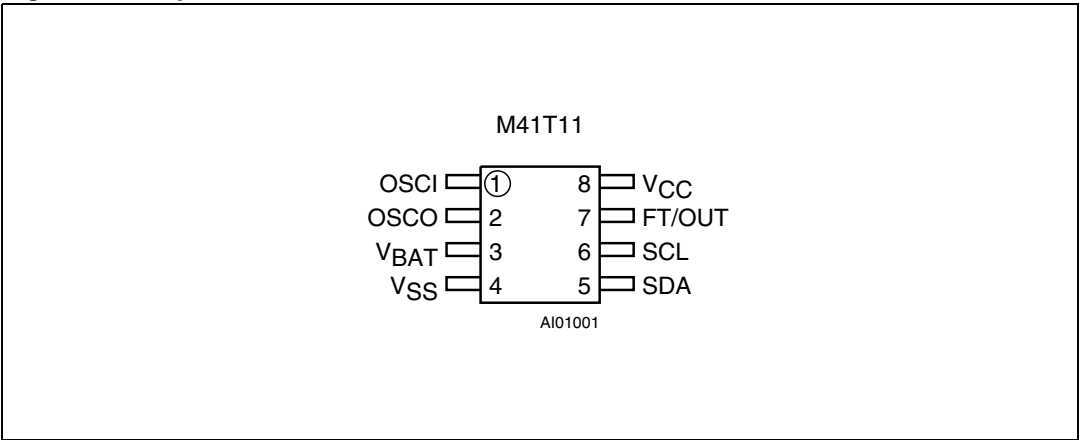 M41T11
OSCI 1 8 VCC
OSCO 2 7 FT/OUT
VBAT 3 6 SCL
VSS 4 5 SDA
AI01001